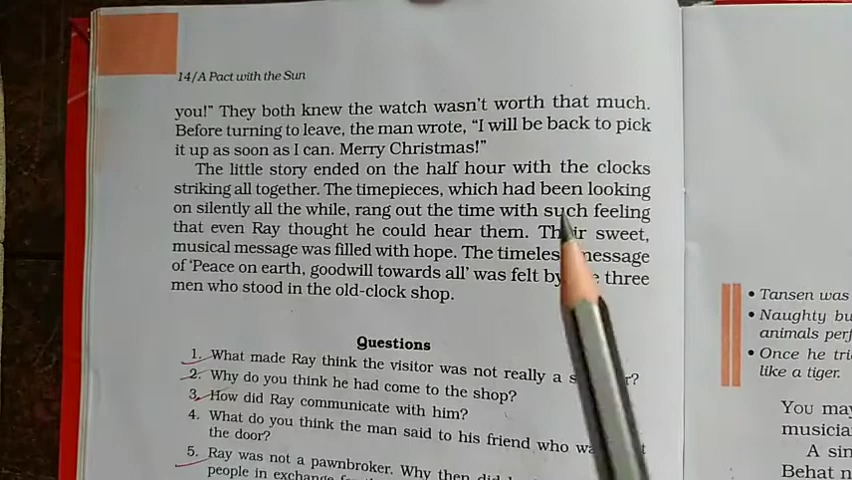 14/A Pact with the Sun
you!" They both knew the watch wasn't worth that much.
Before turning to leave, the man wrote, "I will be back to pick
it up as soon as I can. Merry Christmas!"
The little story ended on the half hour with the clocks
striking all together. The timepieces, which had been looking
on silently all the while, rang out the time with such feeling
that even Ray thought he could hear them. Their sweet,
musical message was filled with hope. The timeless message
of 'Peace on earth, goodwill towards all' was felt by the three
men who stood in the old-clock shop.
Questions
1. What made Ray think the visitor was not really a
2. Why do you think he had come to the shop?
3. How did Ray communicate with him?
4. What do you think the man said to his friend who
the door?
5. Ray was not a pawnbroker. Why then
people in exchange
• Tansen was
• Naughty
animals
• Once he
like a tiger.
YOU may
A
Behat